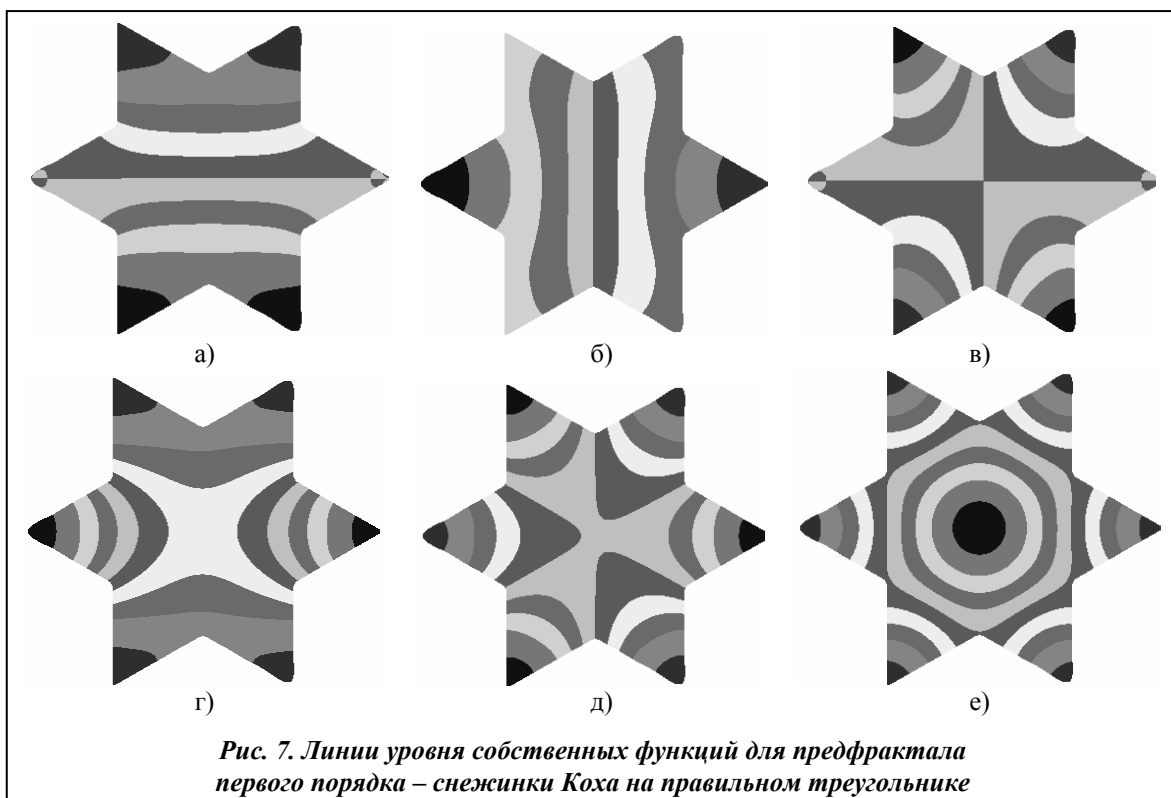 а)
б)
в)
г)
д)
е)
Рис. 7. Линии уровня собственных функций для предфрактала
первого порядка – снежинки Коха на правильном треугольнике